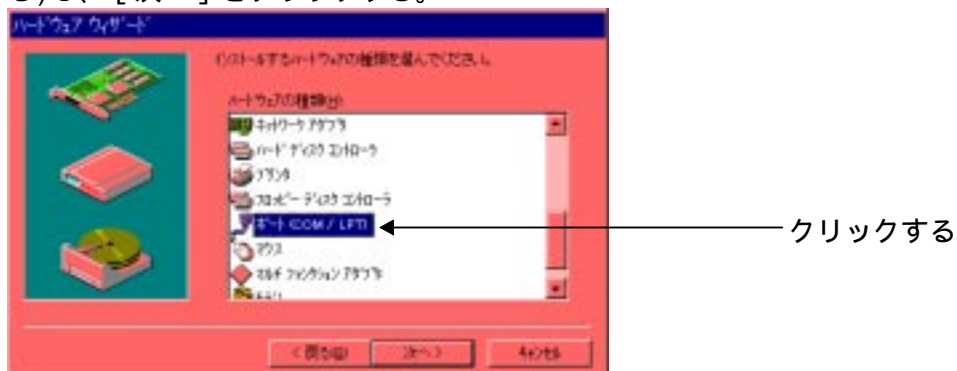 ハードウェア ウィザード
インストールするハードウェアの種類を選んでください。
ハードウェアの種類(H):
ネットワーク アダプタ
ハード ディスク コントローラ
プリンタ
フロッピー ディスク コントローラ
ポート (COM / LPT)
クリックする
マウス
マルチ ファンクション アダプタ
< 戻る(B)
次へ >
キャンセル